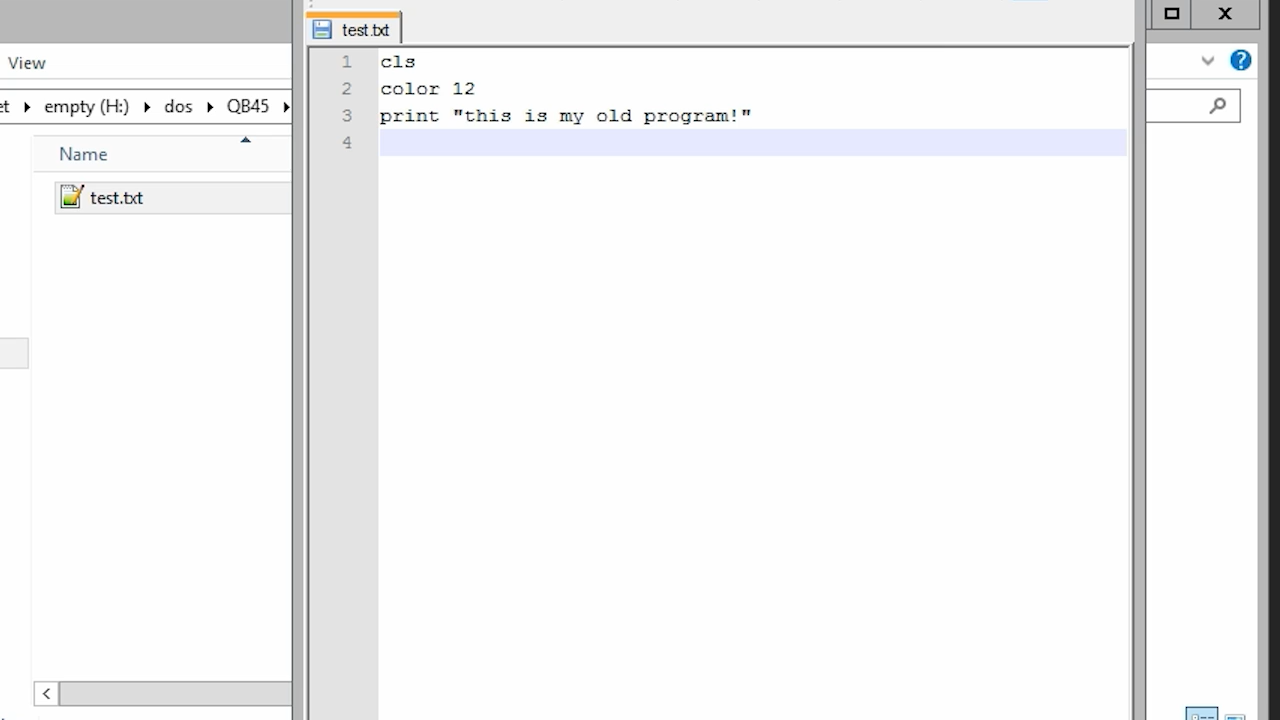 test.txt
View
et empty (H:) dos QB45
Name
test.txt
1 cls
2 color 12
3 print "this is my old program!"
4